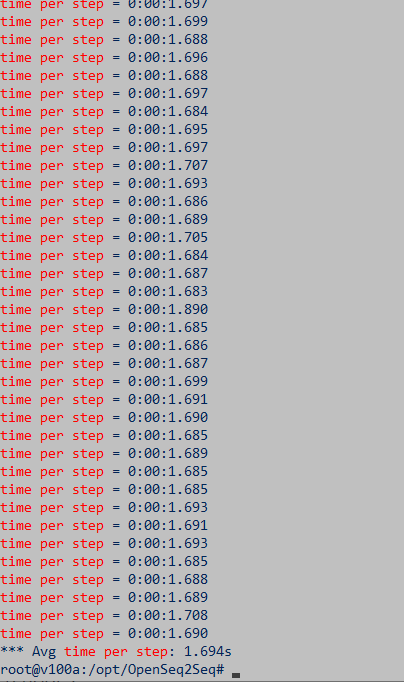 time per step = 0:00:1.697
time per step = 0:00:1.699
time per step = 0:00:1.688
time per step = 0:00:1.696
time per step = 0:00:1.688
time per step = 0:00:1.697
time per step = 0:00:1.684
time per step = 0:00:1.695
time per step = 0:00:1.697
time per step = 0:00:1.707
time per step = 0:00:1.693
time per step = 0:00:1.686
time per step = 0:00:1.689
time per step = 0:00:1.705
time per step = 0:00:1.684
time per step = 0:00:1.687
time per step = 0:00:1.683
time per step = 0:00:1.890
time per step = 0:00:1.685
time per step = 0:00:1.686
time per step = 0:00:1.687
time per step = 0:00:1.699
time per step = 0:00:1.691
time per step = 0:00:1.690
time per step = 0:00:1.685
time per step = 0:00:1.689
time per step = 0:00:1.685
time per step = 0:00:1.685
time per step = 0:00:1.693
time per step = 0:00:1.691
time per step = 0:00:1.693
time per step = 0:00:1.685
time per step = 0:00:1.688
time per step = 0:00:1.689
time per step = 0:00:1.708
time per step = 0:00:1.690
*** Avg time per step: 1.694s
root@v100a:/opt/OpenSeq2Seq#